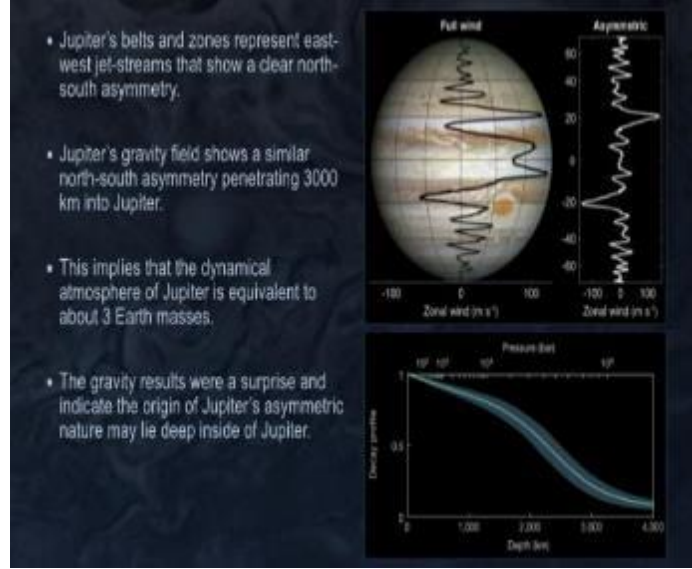 • Jupiter's belts and zones represent east-
west jet-streams that show a clear north-
south asymmetry.
• Jupiter's gravity field shows a similar
north-south asymmetry penetrating 3000
km into Jupiter.
• This implies that the dynamical
atmosphere of Jupiter is equivalent to
about 3 Earth masses.
• The gravity results were a surprise and
indicate the origin of Jupiter's asymmetric
nature may lie deep inside of Jupiter.
Full wind
-100 0 100
Zonal wind (m s⁻¹)
Asymmetric
60
40
20
0
-20
-40
-60
-100 0 100
Zonal wind (m s⁻¹)
Pressure (bar)
Decay profile
1
0.5
0
0 1,000 2,000 3,000 4,000
Depth (km)